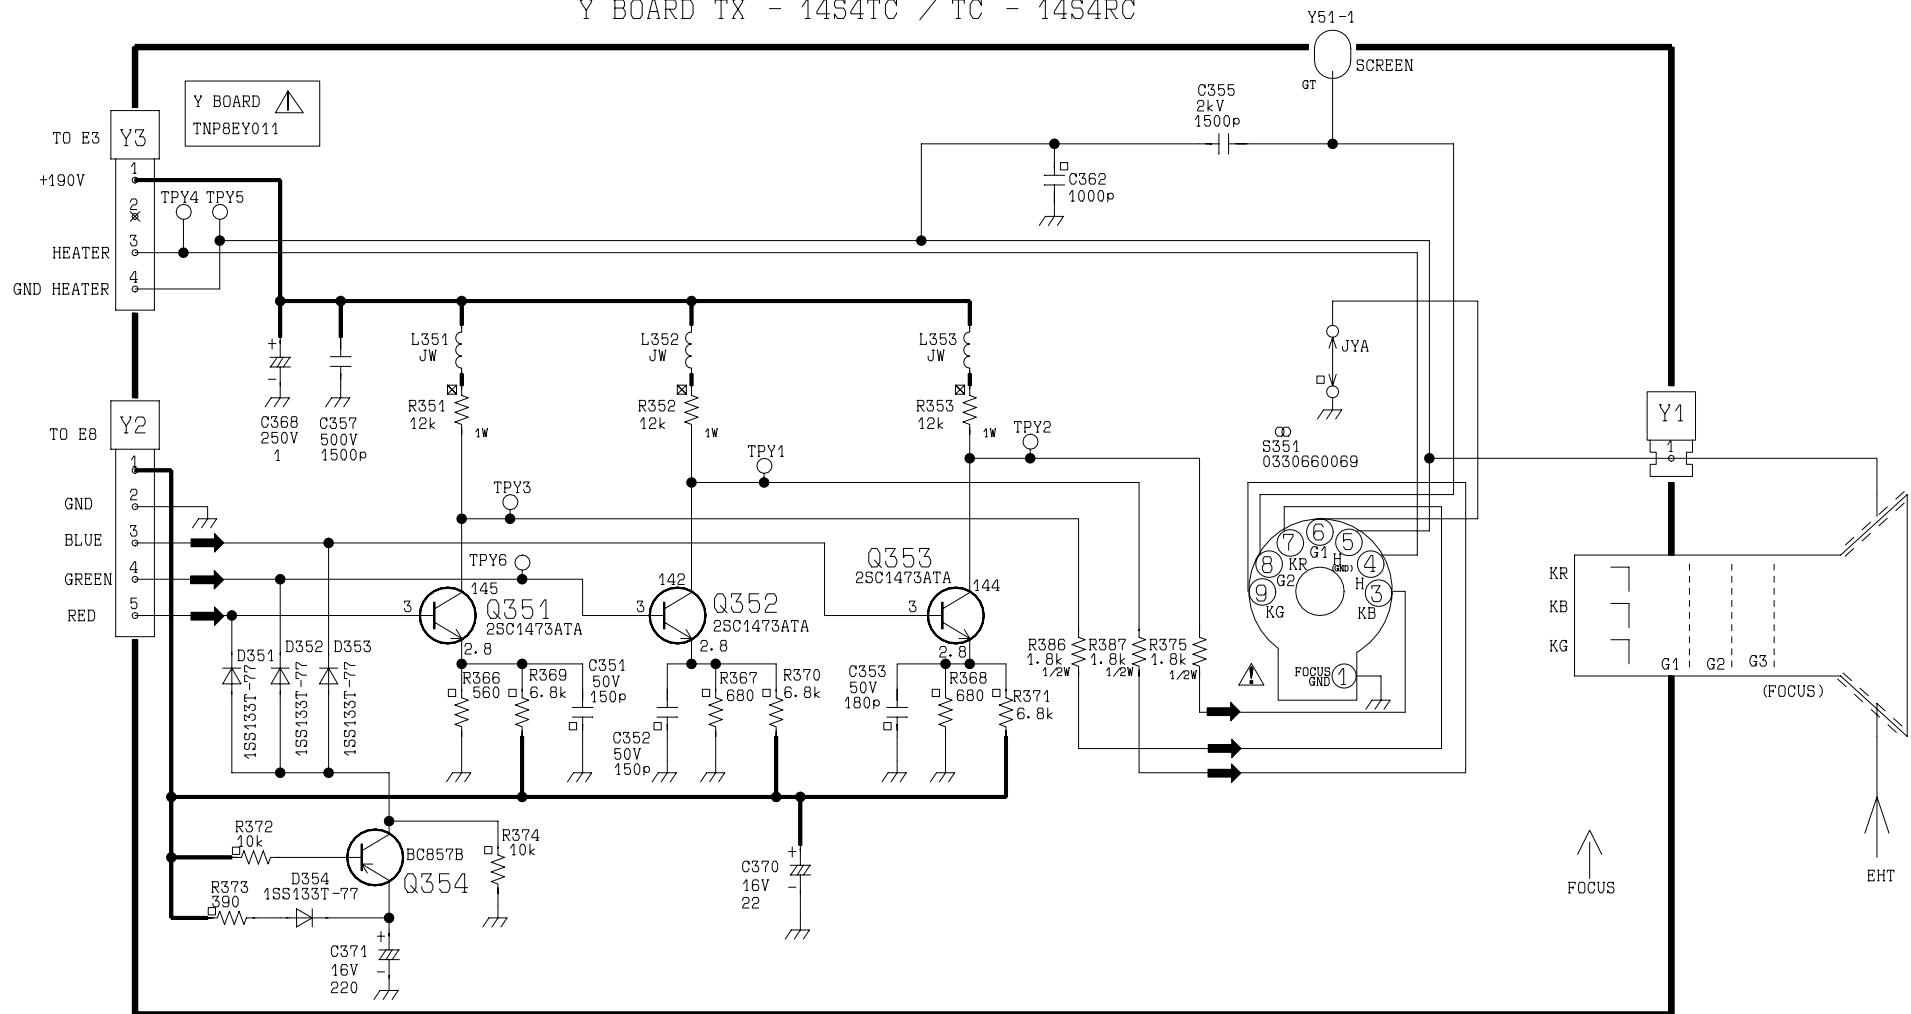 Y BOARD TX - 14S4TC / TC - 14S4RC
Y51-1
SCREEN
GT
Y BOARD
TNP8EY011
C355
2kV
1500p
TO E3
Y3
1
+190V
TPY4
TPY5
2
3
HEATER
4
GND HEATER
C362
1000p
L351
JW
L352
JW
L353
JW
JYA
+
-
C368
250V
1
C357
500V
1500p
R351
12k
1W
R352
12k
1W
R353
12k
1W
TPY2
TPY1
TPY3
TPY6
S351
0330660069
Y1
1
TO E8
Y2
1
2
GND
3
BLUE
4
GREEN
5
RED
145
3
Q351
2SC1473ATA
2.8
142
3
Q352
2SC1473ATA
2.8
Q353
2SC1473ATA
144
3
2.8
6
G1
7
KR
5
H
(GND)
8
G2
4
H
9
KG
3
KB
FOCUS
GND
1
KR
KB
KG
G1
G2
G3
(FOCUS)
D351
1SS133T-77
D352
1SS133T-77
D353
1SS133T-77
R366
560
R369
6.8k
C351
50V
150p
C352
50V
150p
R367
680
R370
6.8k
C353
50V
180p
R368
680
R371
6.8k
R386
1.8k
1/2W
R387
1.8k
1/2W
R375
1.8k
1/2W
R372
10k
BC857B
Q354
R374
10k
R373
390
D354
1SS133T-77
+
-
C371
16V
220
+
-
C370
16V
22
FOCUS
EHT